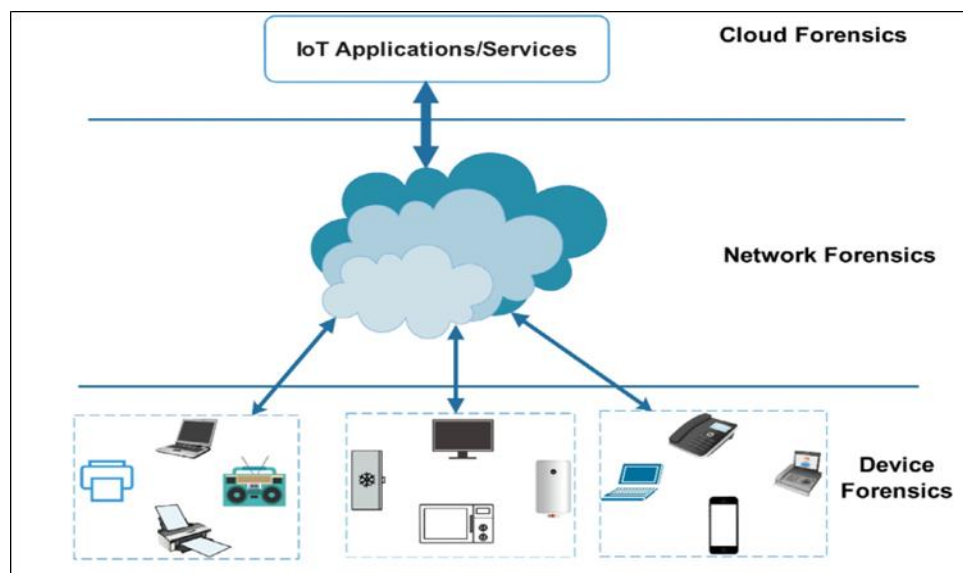 IoT Applications/Services
Cloud Forensics
Network Forensics
Device
Forensics